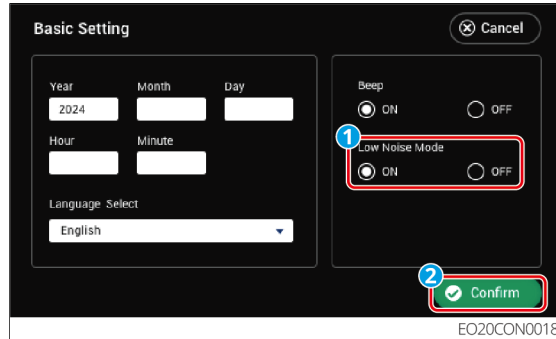 Basic Setting
Cancel
Year Month Day
2024
Hour Minute
Language Select
English
Beep
ON OFF
1
Low Noise Mode
ON OFF
2
Confirm
EO20CON0018